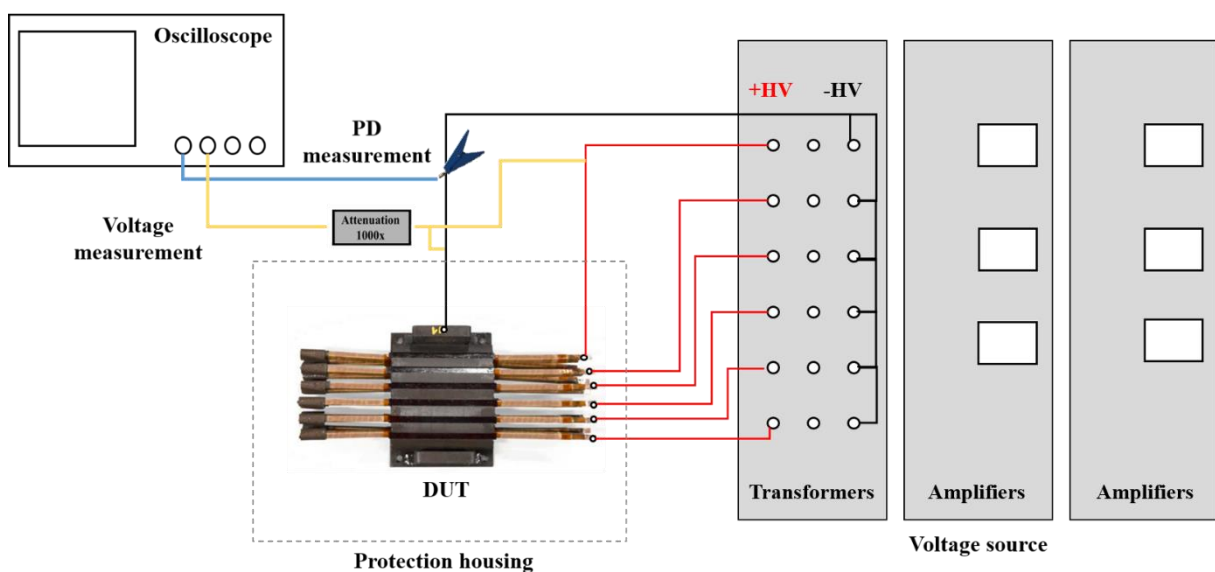 Oscilloscope
+HV -HV
PD
measurement
Attenuation
1000x
Voltage
measurement
DUT
Transformers
Amplifiers
Amplifiers
Voltage source
Protection housing